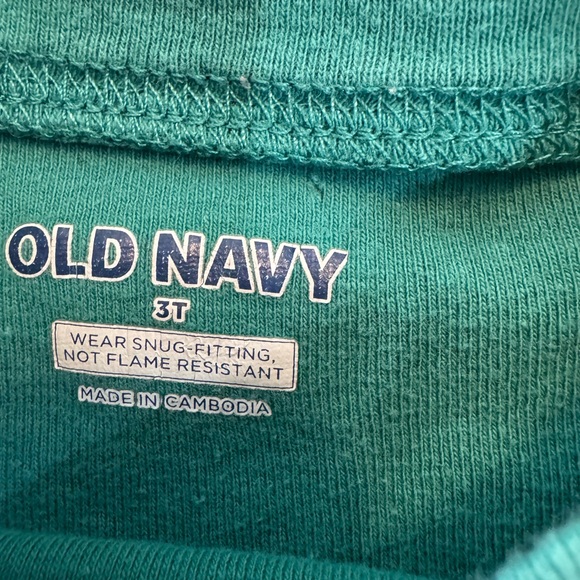 OLD NAVY
3T
WEAR SNUG-FITTING,
NOT FLAME RESISTANT
MADE IN CAMBODIA